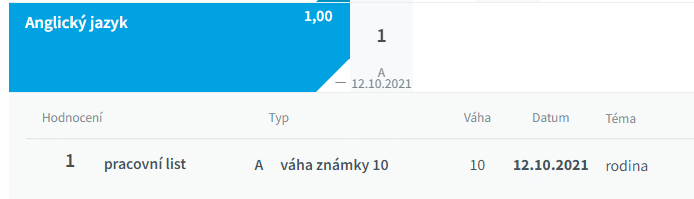 Anglický jazyk 1,00
1
A
— 12.10.2021
Hodnocení Typ Váha Datum Téma
1 pracovní list A váha známky 10 10 12.10.2021 rodina